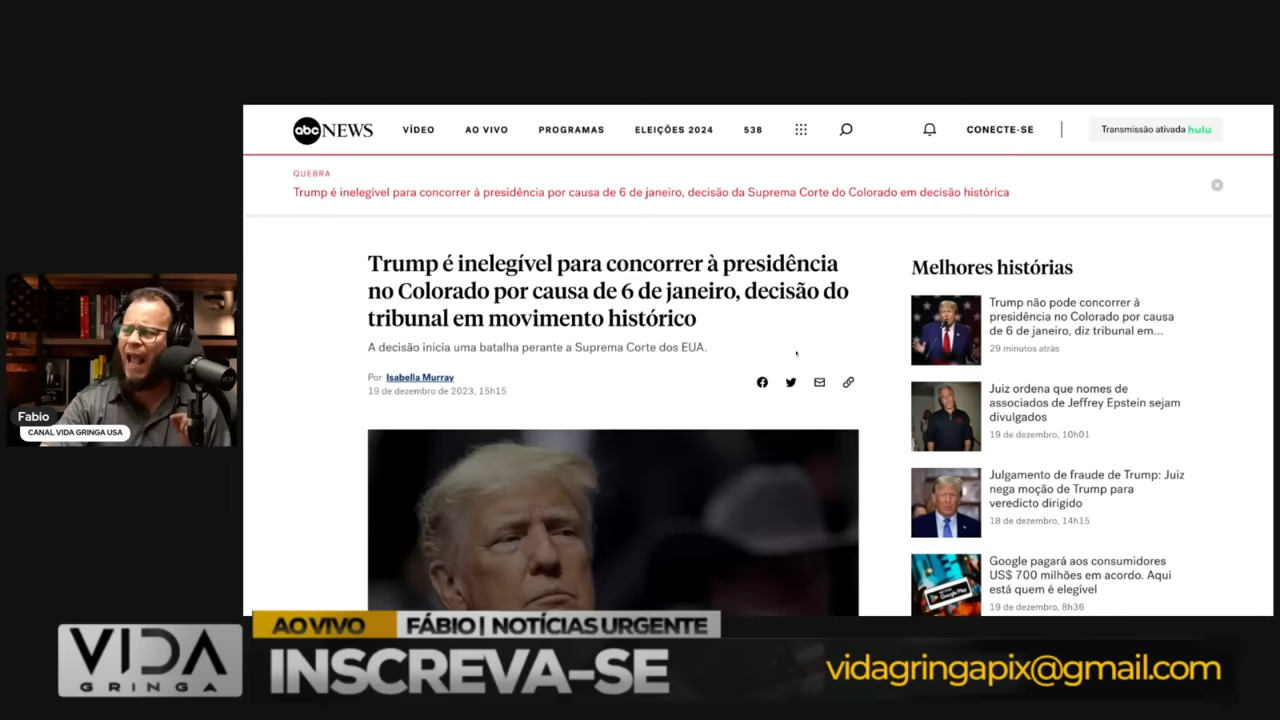 abc NEWS VÍDEO AO VIVO PROGRAMAS ELEIÇÕES 2024 538 CONECTE-SE Transmissão ativada hulu
QUEBRA
Trump é inelegível para concorrer à presidência por causa de 6 de janeiro, decisão da Suprema Corte do Colorado em decisão histórica
Trump é inelegível para concorrer à presidência
no Colorado por causa de 6 de janeiro, decisão do
tribunal em movimento histórico
A decisão inicia uma batalha perante a Suprema Corte dos EUA.
Por Isabella Murray
19 de dezembro de 2023, 15h15
Melhores histórias
Trump não pode concorrer à
presidência no Colorado por causa
de 6 de janeiro, diz tribunal em...
29 minutos atrás
Juiz ordena que nomes de
associados de Jeffrey Epstein sejam
divulgados
19 de dezembro, 10h01
Julgamento de fraude de Trump: Juiz
nega moção de Trump para
veredicto dirigido
18 de dezembro, 14h15
Google pagará aos consumidores
US$ 700 milhões em acordo. Aqui
está quem é elegível
19 de dezembro, 8h36
Google Play
Fabio
CANAL VIDA GRINGA USA
VIDA
GRINGA
AO VIVO FÁBIO | NOTÍCIAS URGENTE
INSCREVA-SE
vidagringapix@gmail.com